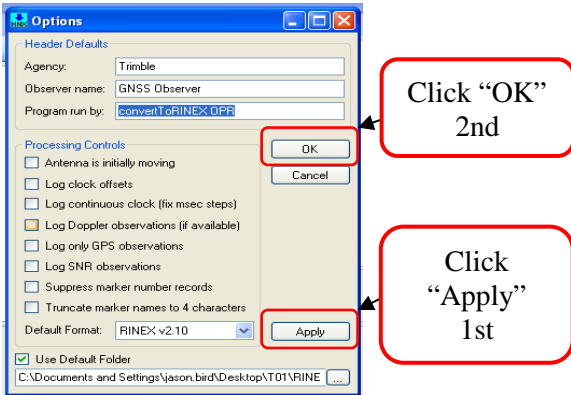 Options
Header Defaults
Agency: Trimble
Observer name: GNSS Observer
Program run by: convertToRINEX OPR
Processing Controls
Antenna is initially moving
Log clock offsets
Log continuous clock (fix msec steps)
Log Doppler observations (if available)
Log only GPS observations
Log SNR observations
Suppress marker number records
Truncate marker names to 4 characters
Default Format: RINEX v2.10
OK
Cancel
Apply
Use Default Folder
C:\Documents and Settings\jason.bird\Desktop\T01\RINE ...
Click “OK”
2nd
Click
“Apply”
1st